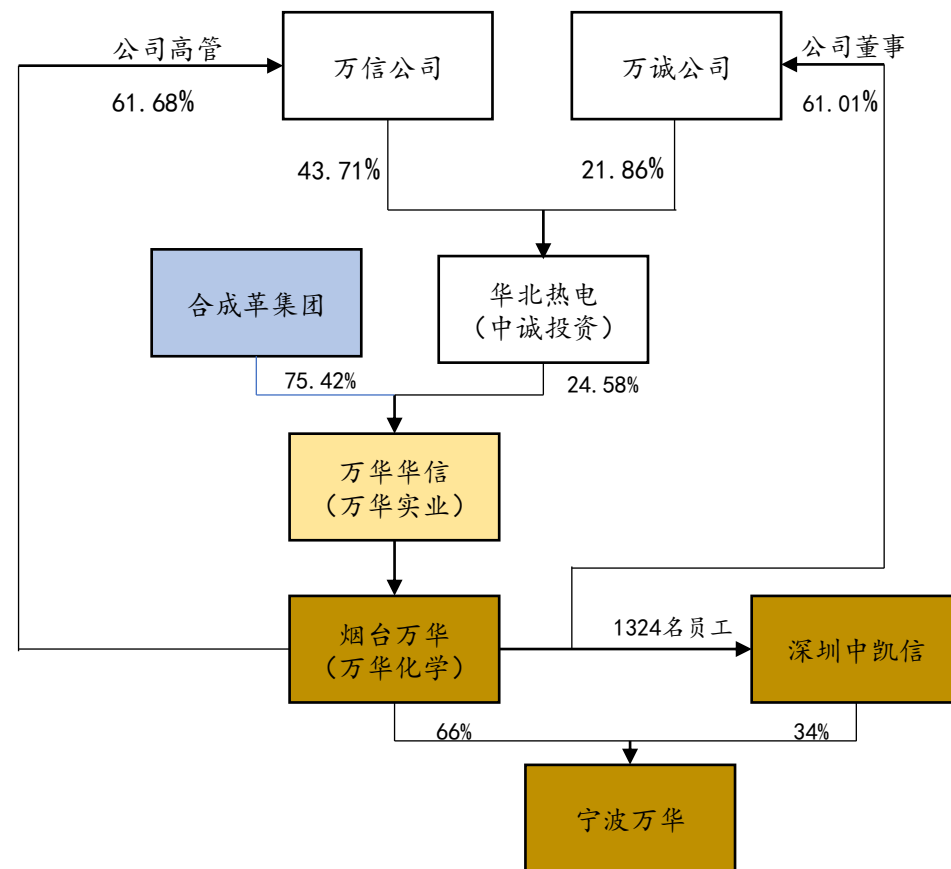 公司高管
万信公司
万诚公司
公司董事
61.68%
61.01%
43.71%
21.86%
合成革集团
华北热电
（中诚投资）
75.42%
24.58%
万华华信
（万华实业）
烟台万华
（万华化学）
1324名员工
深圳中凯信
66%
34%
宁波万华